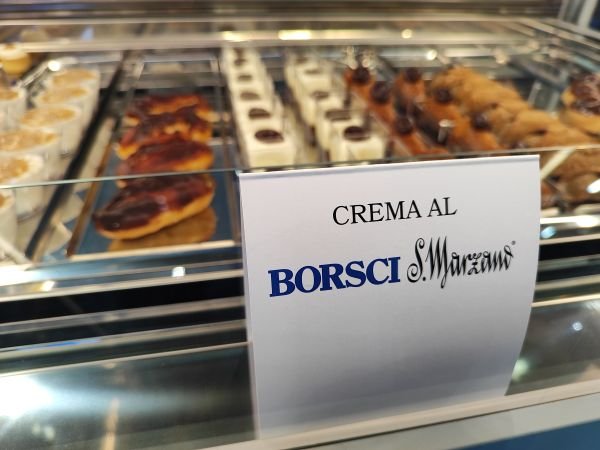 CREMA AL
BORSCI S. Marzano®